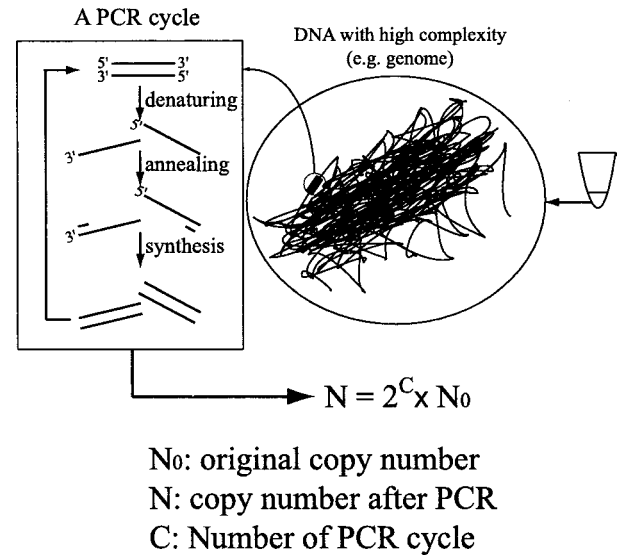 A PCR cycle
DNA with high complexity
(e.g. genome)
5' 3'
3' 5'
denaturing
5'
3'
annealing
5'
3'
synthesis
N = 2^C x N₀
N₀: original copy number
N: copy number after PCR
C: Number of PCR cycle